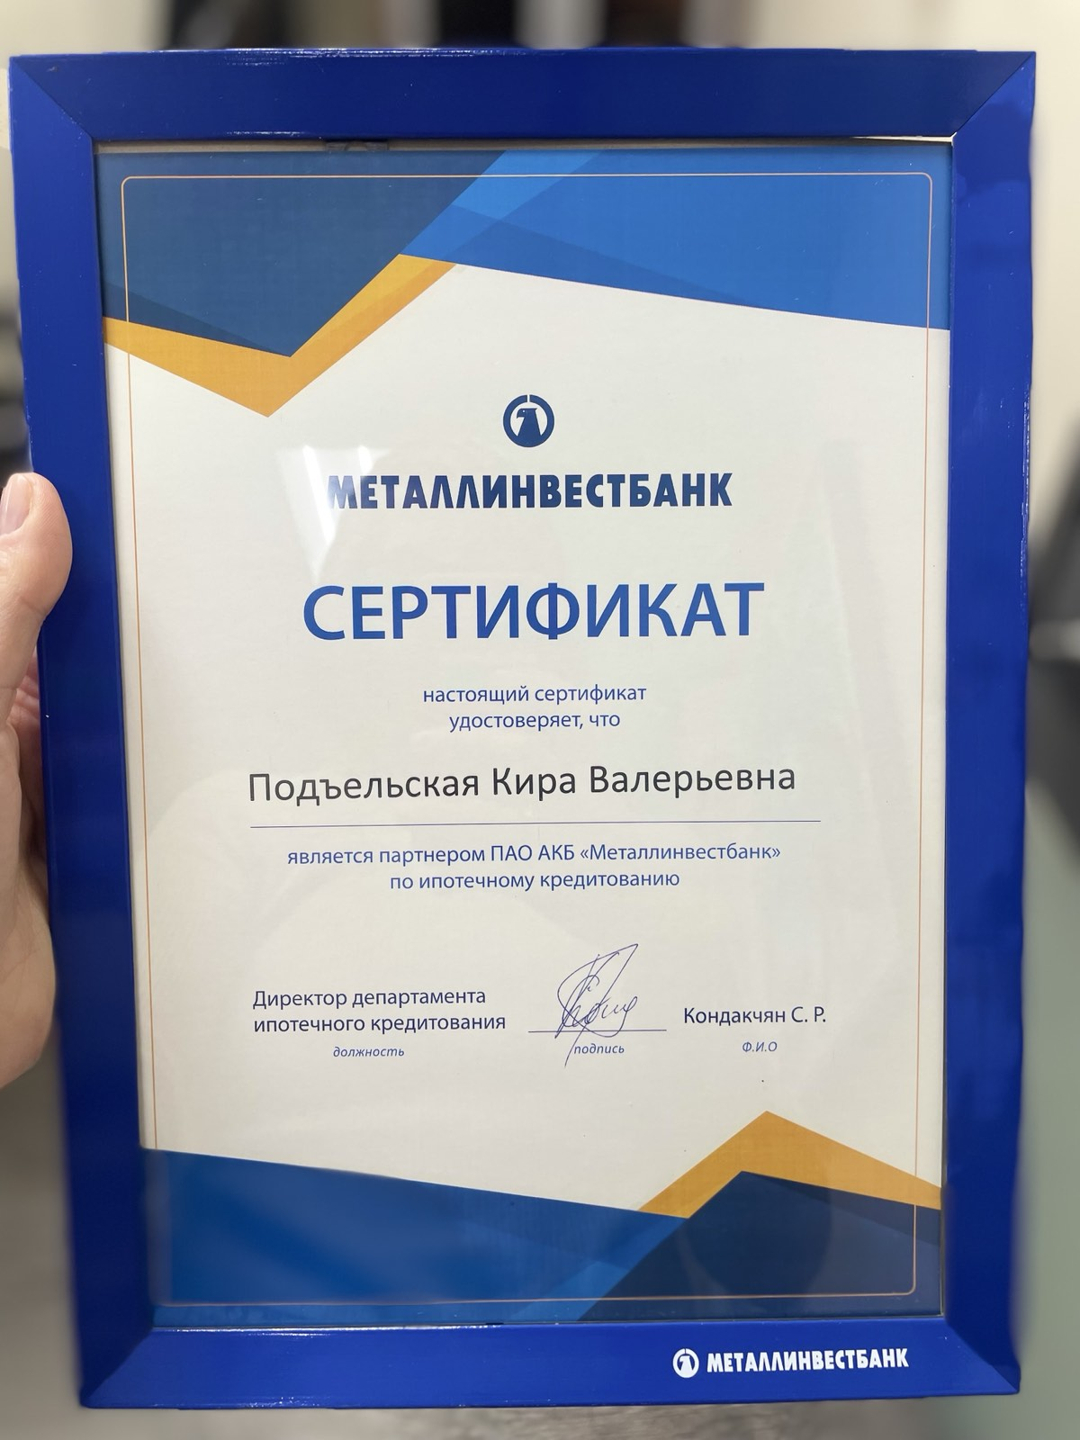 МЕТАЛЛИНВЕСТБАНК
СЕРТИФИКАТ
настоящий сертификат
удостоверяет, что
Подъельская Кира Валерьевна
является партнером ПАО АКБ «Металлинвестбанк»
по ипотечному кредитованию
Директор департамента
ипотечного кредитования
должность
подпись
Кондакчян С. Р.
Ф.И.О
МЕТАЛЛИНВЕСТБАНК